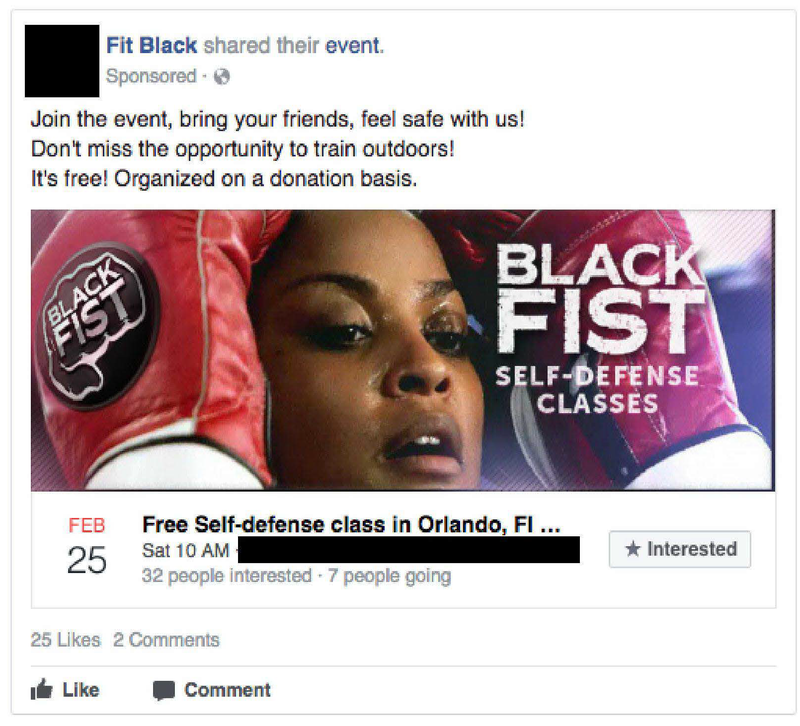 Fit Black shared their event.
Sponsored ·
Join the event, bring your friends, feel safe with us!
Don't miss the opportunity to train outdoors!
It's free! Organized on a donation basis.
BLACK
FIST
BLACK
FIST
SELF-DEFENSE
CLASSES
FEB
25
Free Self-defense class in Orlando, Fl ...
Sat 10 AM ·
32 people interested · 7 people going
★ Interested
25 Likes 2 Comments
Like Comment